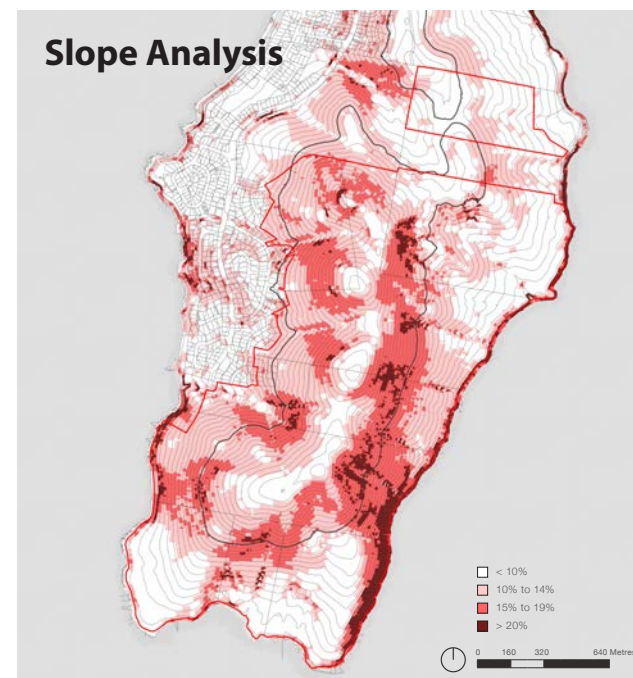 Slope Analysis
< 10%
10% to 14%
15% to 19%
> 20%
0 160 320 640 Metres